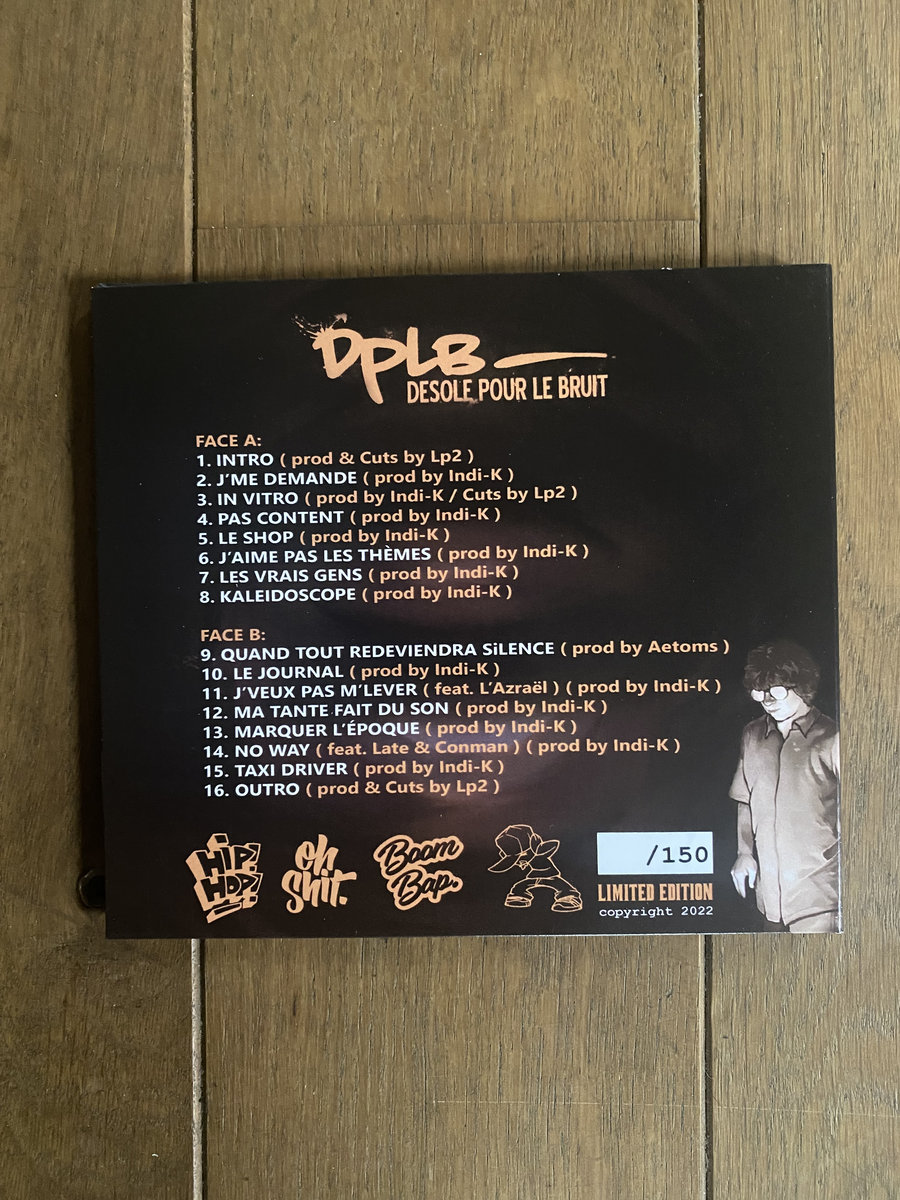 DPLB
DESOLE POUR LE BRUIT
FACE A:
1. INTRO ( prod & Cuts by Lp2 )
2. J'ME DEMANDE ( prod by Indi-K )
3. IN VITRO ( prod by Indi-K / Cuts by Lp2 )
4. PAS CONTENT ( prod by Indi-K )
5. LE SHOP ( prod by Indi-K )
6. J'AIME PAS LES THÈMES ( prod by Indi-K )
7. LES VRAIS GENS ( prod by Indi-K )
8. KALEIDOSCOPE ( prod by Indi-K )
FACE B:
9. QUAND TOUT REDEVIENDRA SiLENCE ( prod by Aetoms )
10. LE JOURNAL ( prod by Indi-K )
11. J'VEUX PAS M'LEVER ( feat. L'Azraël ) ( prod by Indi-K )
12. MA TANTE FAIT DU SON ( prod by Indi-K )
13. MARQUER L'ÉPOQUE ( prod by Indi-K )
14. NO WAY ( feat. Late & Conman ) ( prod by Indi-K )
15. TAXI DRIVER ( prod by Indi-K )
16. OUTRO ( prod & Cuts by Lp2 )
HIP!
HOP!
oh
shit.
Boom
Bap.
/150
LIMITED EDITION
copyright 2022